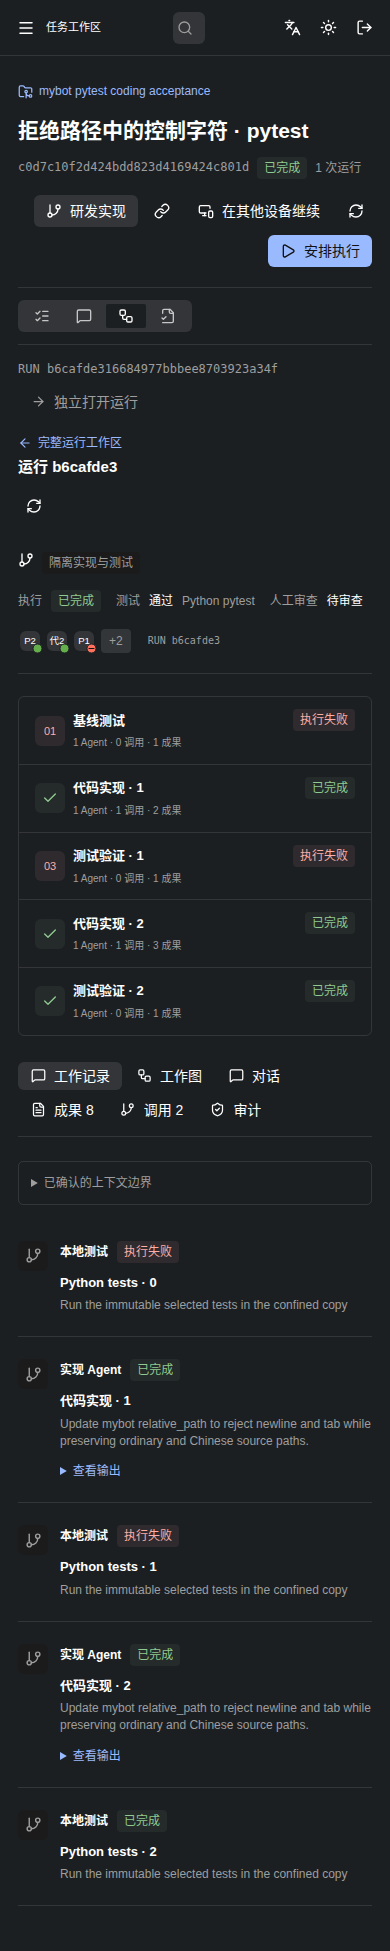 任务工作区
mybot pytest coding acceptance
拒绝路径中的控制字符 · pytest
c0d7c10f2d424bdd823d4169424c801d 已完成 1 次运行
研发实现 在其他设备继续
安排执行
RUN b6cafde316684977bbbee8703923a34f
独立打开运行
完整运行工作区
运行 b6cafde3
隔离实现与测试
执行 已完成 测试 通过 Python pytest 人工审查 待审查
P2 代2 P1 +2 RUN b6cafde3
01 基线测试 执行失败
1 Agent · 0 调用 · 1 成果
代码实现 · 1 已完成
1 Agent · 1 调用 · 2 成果
03 测试验证 · 1 执行失败
1 Agent · 0 调用 · 1 成果
代码实现 · 2 已完成
1 Agent · 1 调用 · 3 成果
测试验证 · 2 已完成
1 Agent · 0 调用 · 1 成果
工作记录 工作图 对话
成果 8 调用 2 审计
已确认的上下文边界
本地测试 执行失败
Python tests · 0
Run the immutable selected tests in the confined copy
实现 Agent 已完成
代码实现 · 1
Update mybot relative_path to reject newline and tab while
preserving ordinary and Chinese source paths.
查看输出
本地测试 执行失败
Python tests · 1
Run the immutable selected tests in the confined copy
实现 Agent 已完成
代码实现 · 2
Update mybot relative_path to reject newline and tab while
preserving ordinary and Chinese source paths.
查看输出
本地测试 已完成
Python tests · 2
Run the immutable selected tests in the confined copy